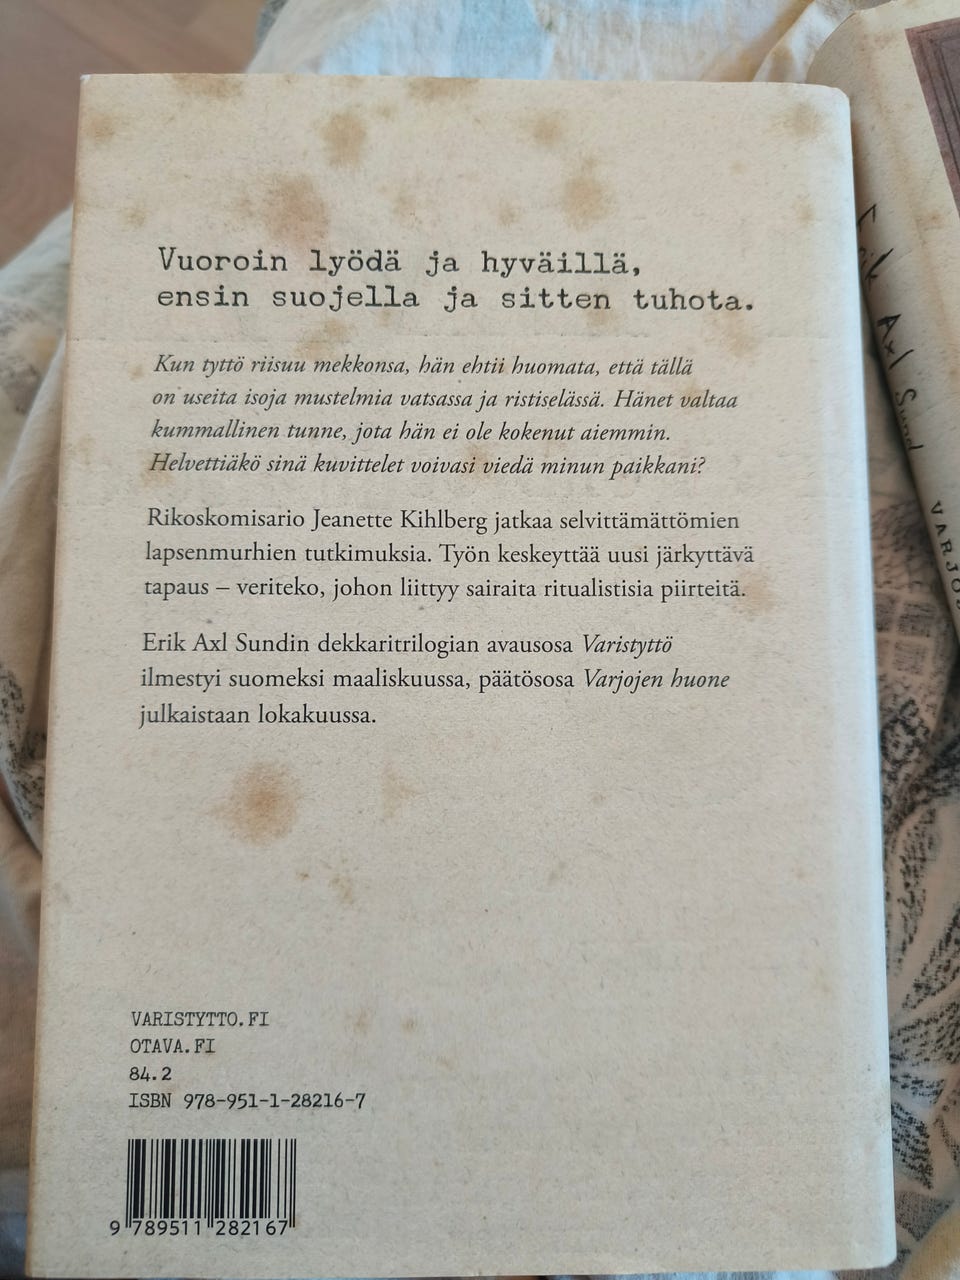 Vuoroin lyödä ja hyväillä,
ensin suojella ja sitten tuhota.
Kun tyttö riisuu mekkonsa, hän ehtii huomata, että tällä
on useita isoja mustelmia vatsassa ja ristiselässä. Hänet valtaa
kummallinen tunne, jota hän ei ole kokenut aiemmin.
Helvettiäkö sinä kuvittelet voivasi viedä minun paikkani?
Rikoskomisario Jeanette Kihlberg jatkaa selvittämättömien
lapsenmurhien tutkimuksia. Työn keskeyttää uusi järkyttävä
tapaus – veriteko, johon liittyy sairaita ritualistisia piirteitä.
Erik Axl Sundin dekkaritrilogian avausosa Varistyttö
ilmestyi suomeksi maaliskuussa, päätösosa Varjojen huone
julkaistaan lokakuussa.
VARISTYTTO.FI
OTAVA.FI
84.2
ISBN 978-951-1-28216-7
9 789511 282167
Erik Axl Sund